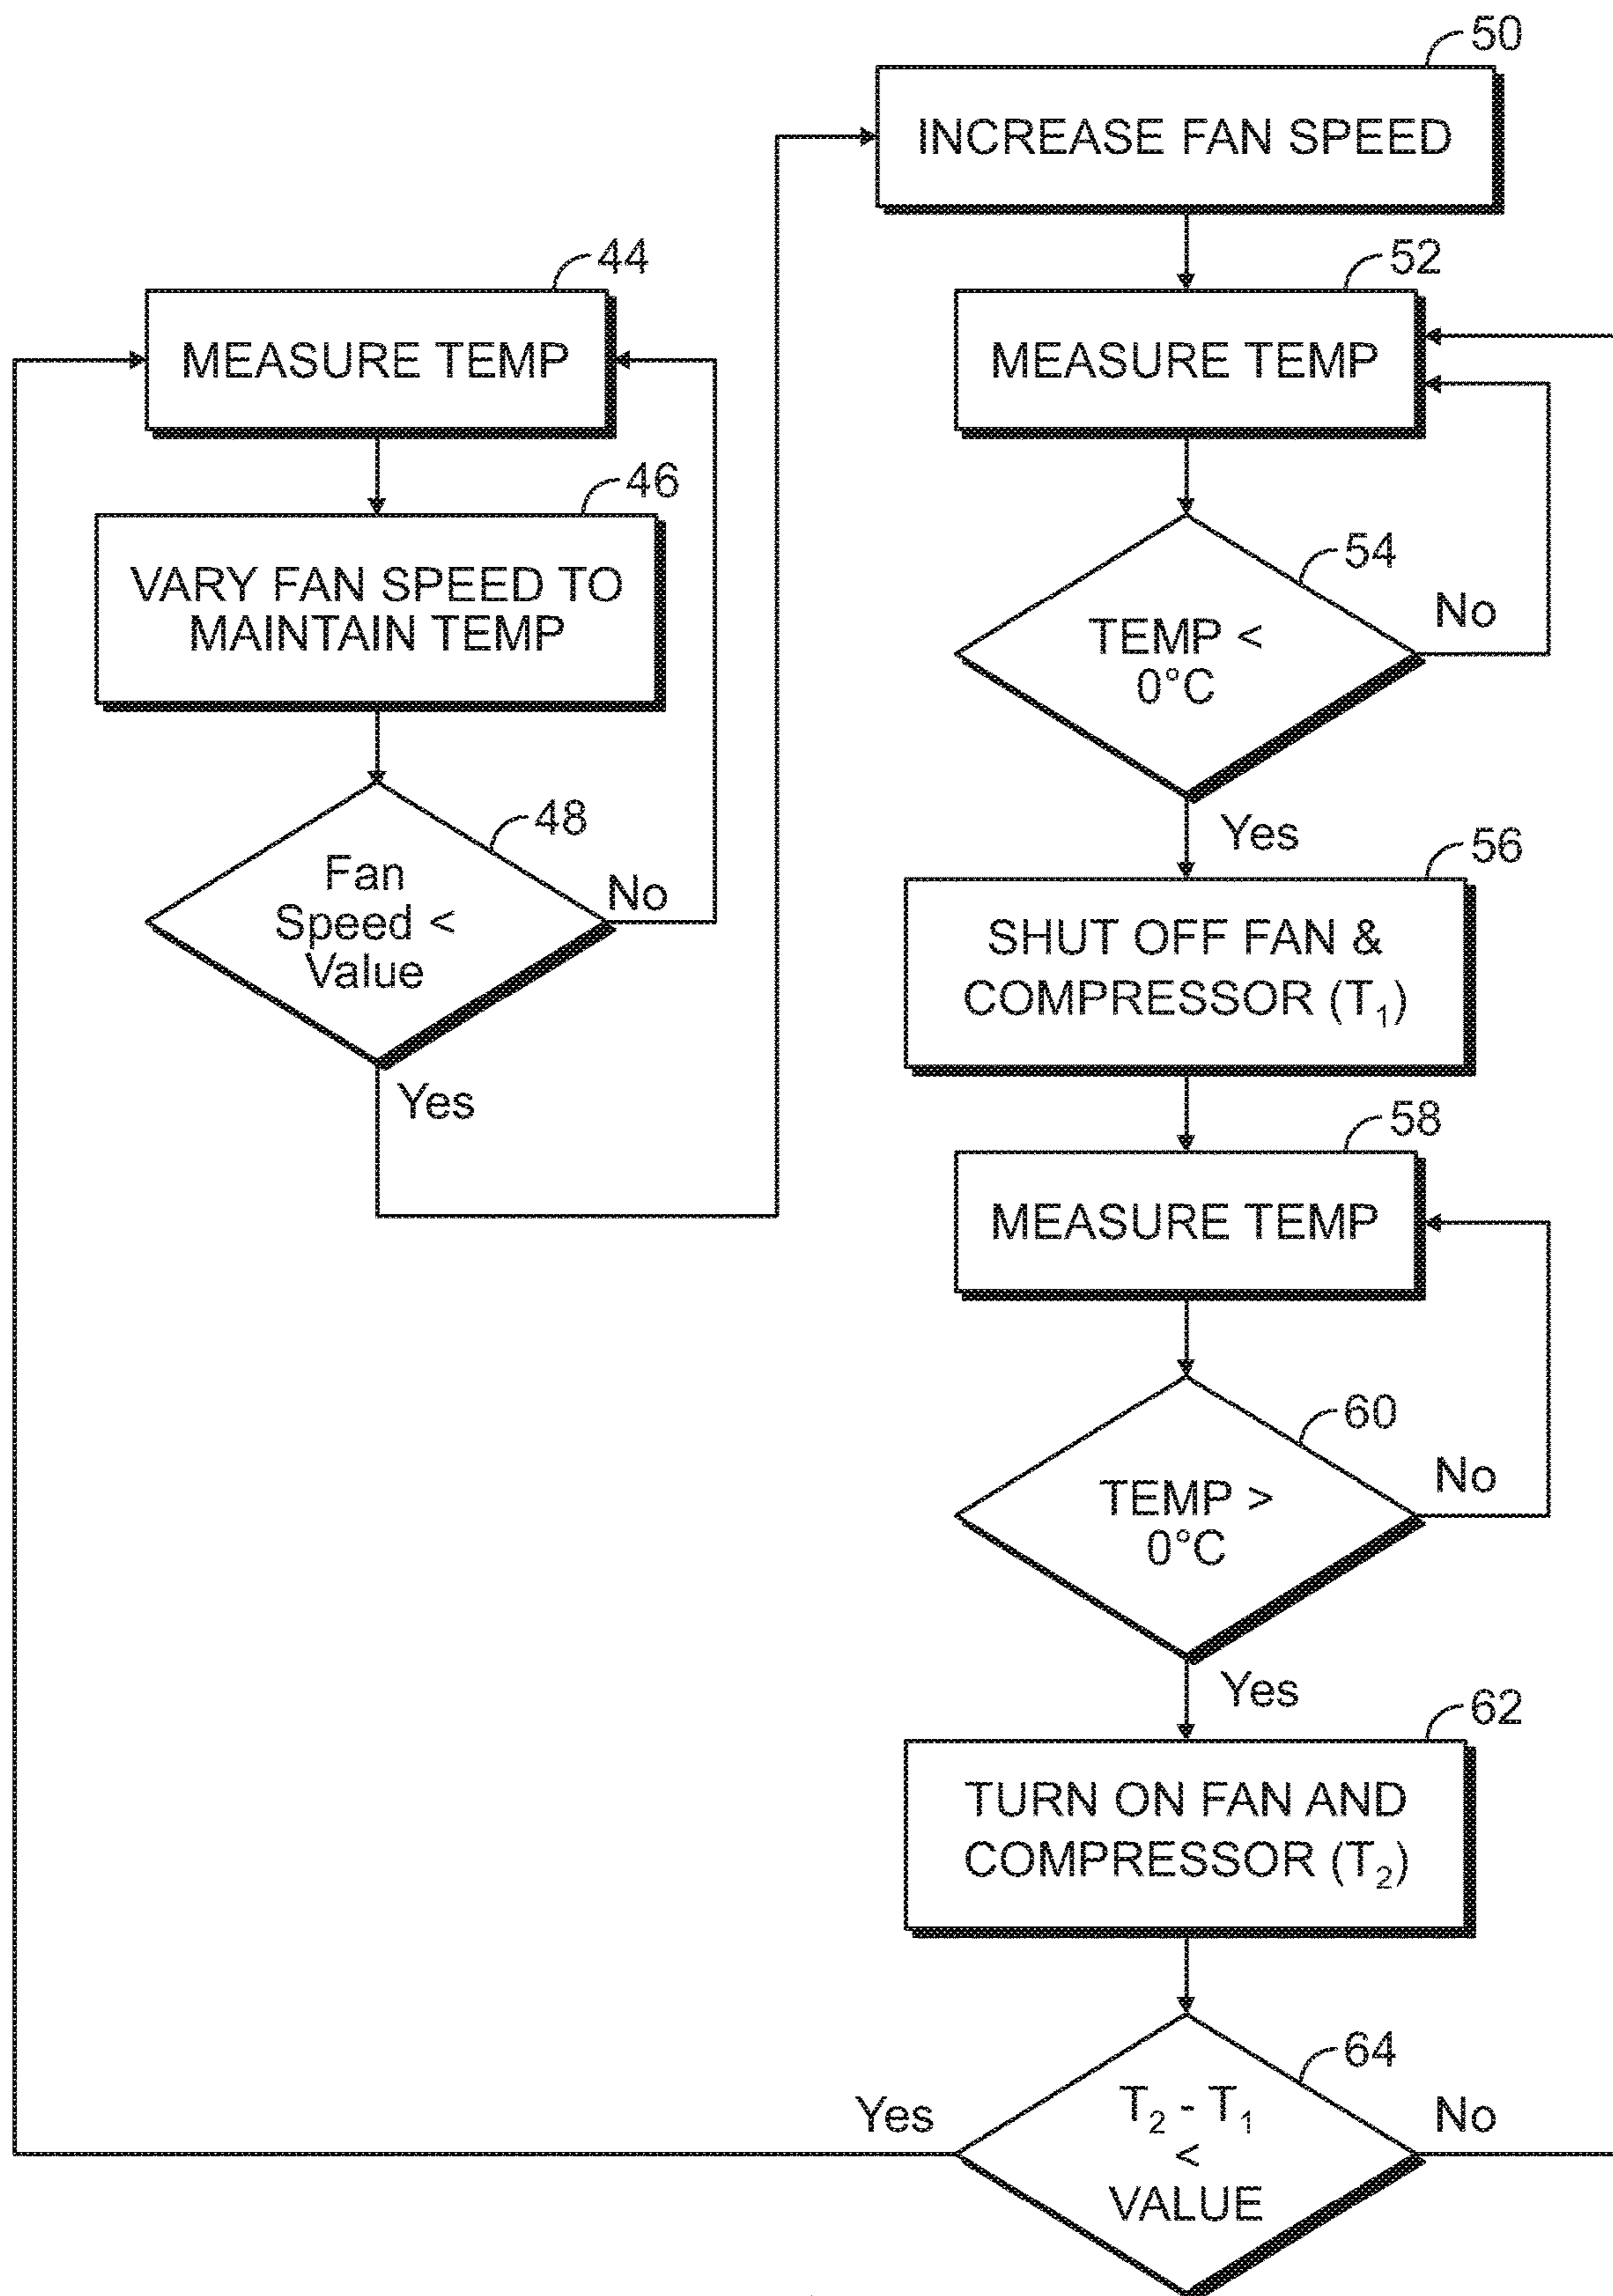 44
MEASURE TEMP
46
VARY FAN SPEED TO
MAINTAIN TEMP
48
Fan
Speed <
Value
No
Yes
50
INCREASE FAN SPEED
52
MEASURE TEMP
54
TEMP <
0°C
No
Yes
56
SHUT OFF FAN &
COMPRESSOR (T₁)
58
MEASURE TEMP
60
TEMP >
0°C
No
Yes
62
TURN ON FAN AND
COMPRESSOR (T₂)
64
T₂ - T₁
<
VALUE
Yes
No